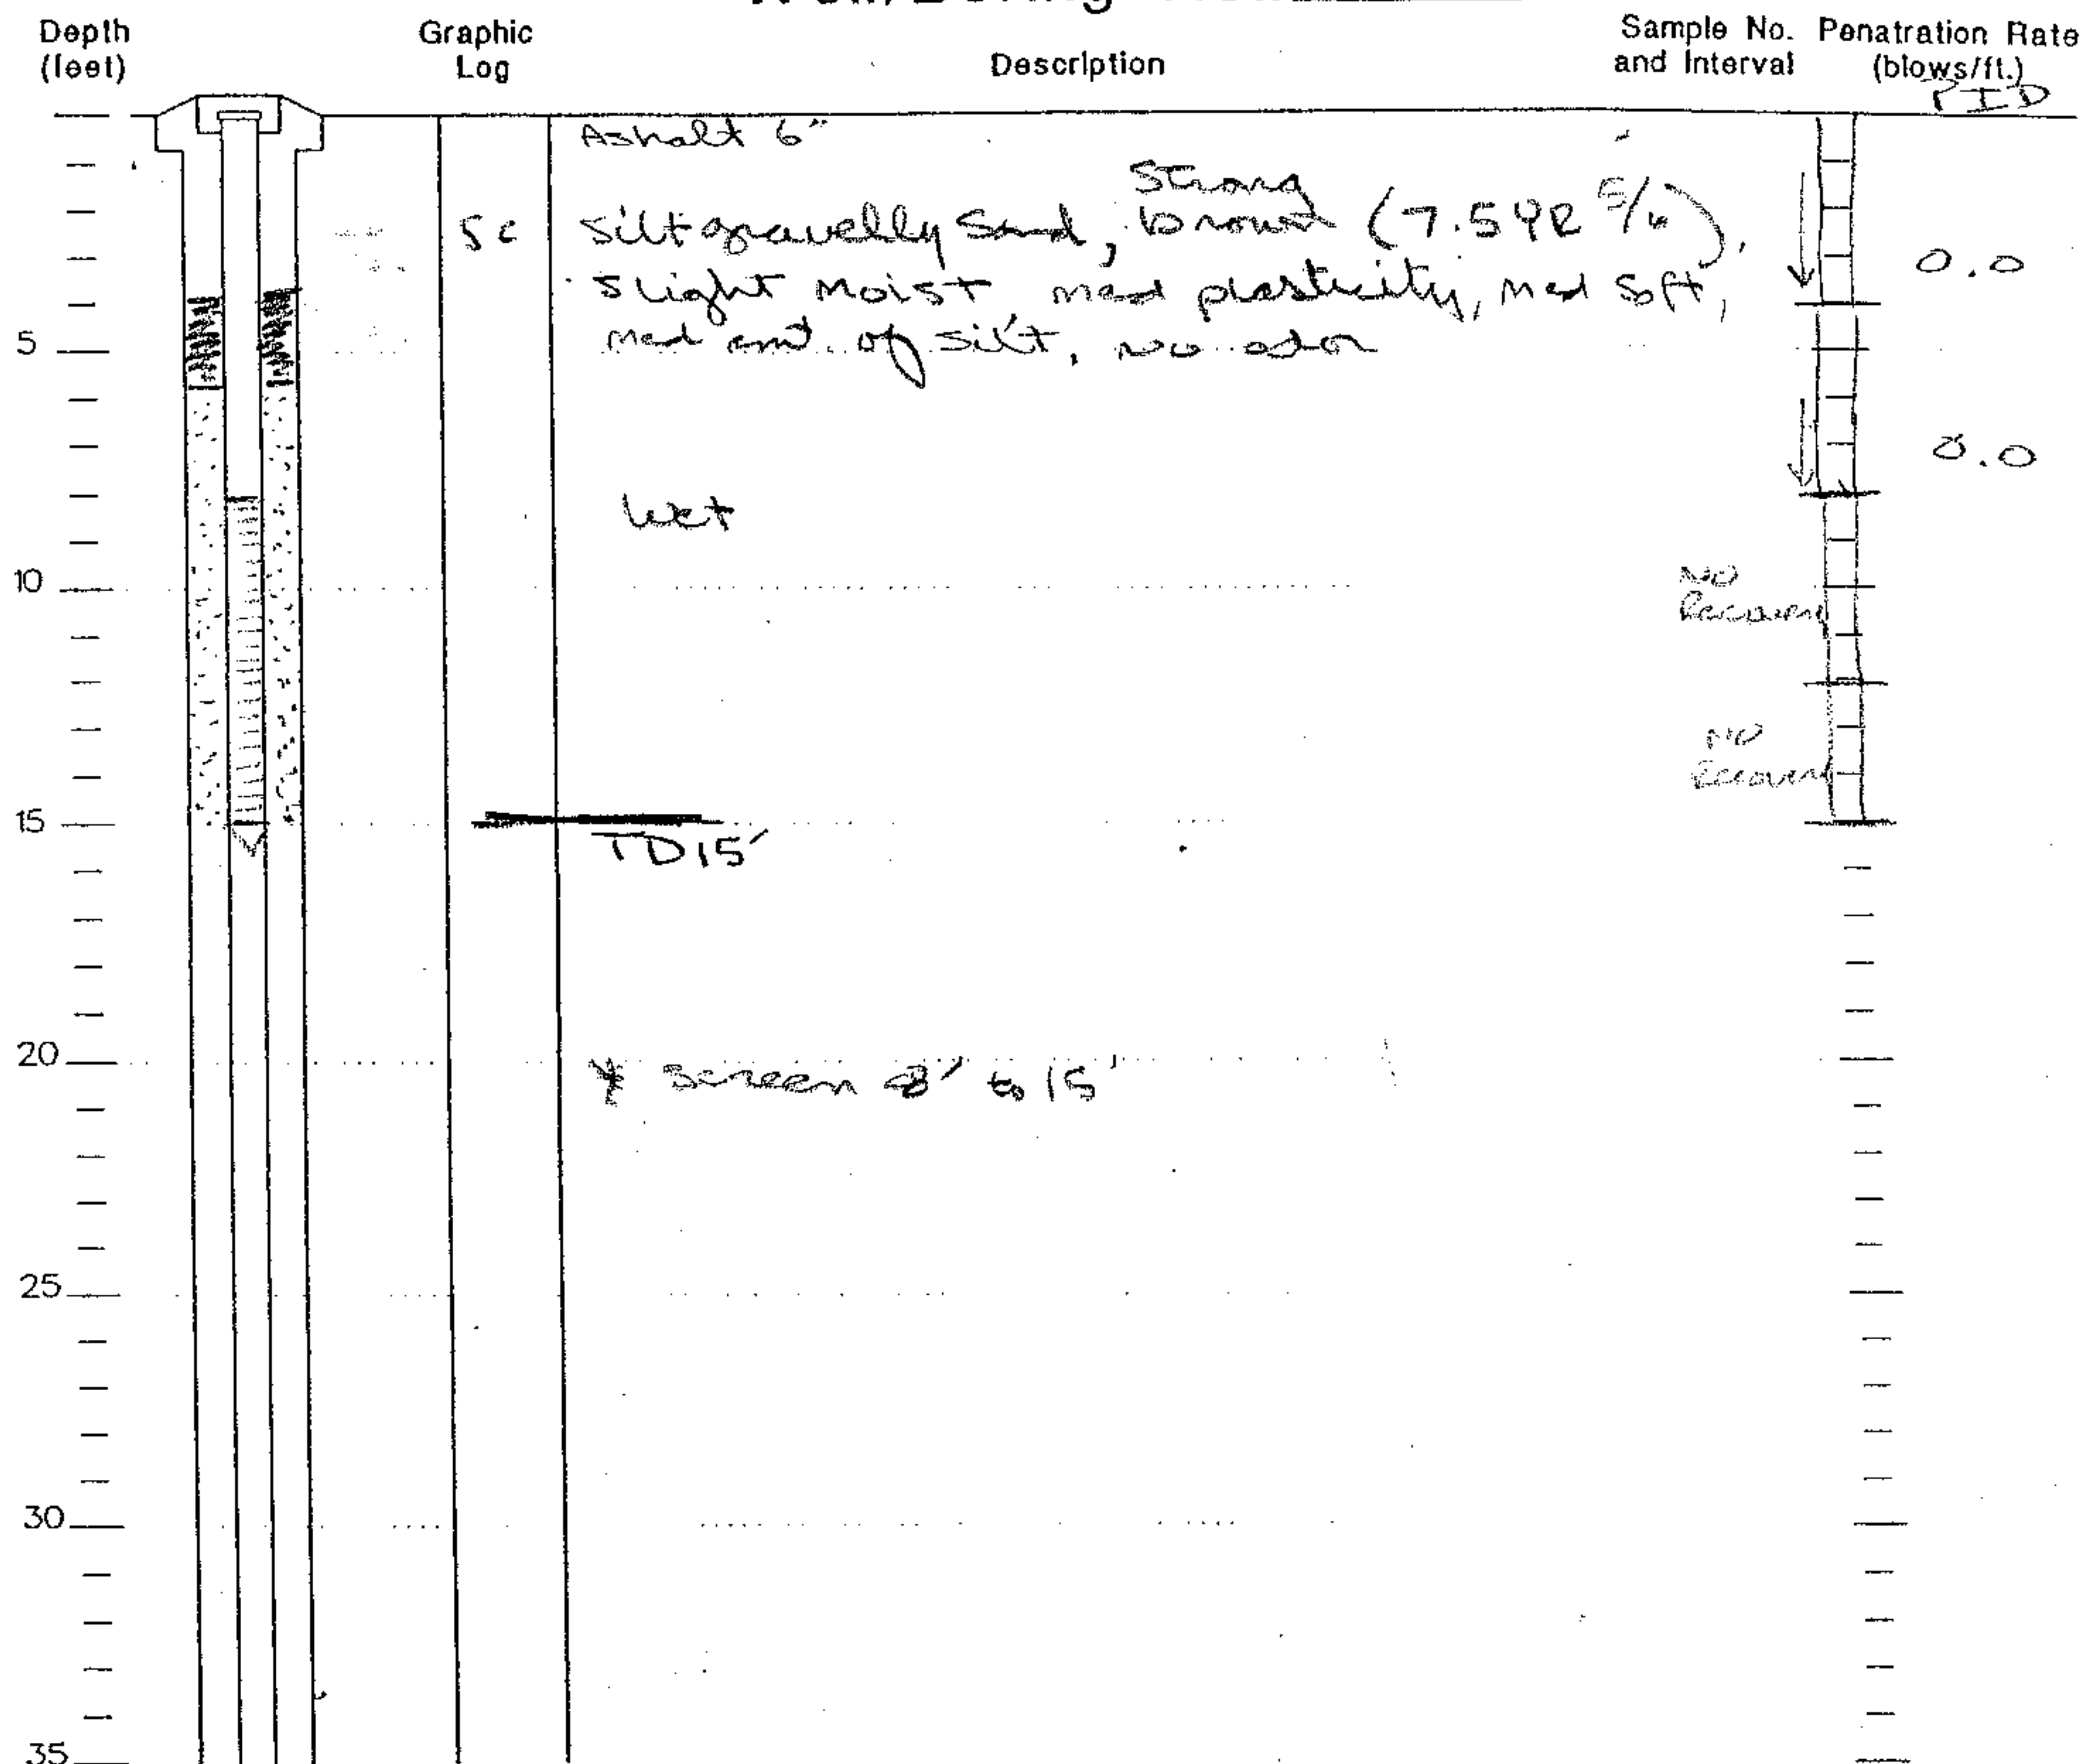 Depth
(feet)
Graphic
Log
Description
Sample No.
and Interval
Penatration Rate
(blows/ft.)
PID
Ashalt 6"
Sc
Silt gravelly Sand, Strong brown (7.5YR 5/6),
Slight Moist med plasticity, Med Soft,
med amt. of silt, no odor
0.0
5
0.0
Wet
10
NO
Recovery
NO
Recovery
15
TD 15'
20
* Screen 8' to 15'
25
30
35